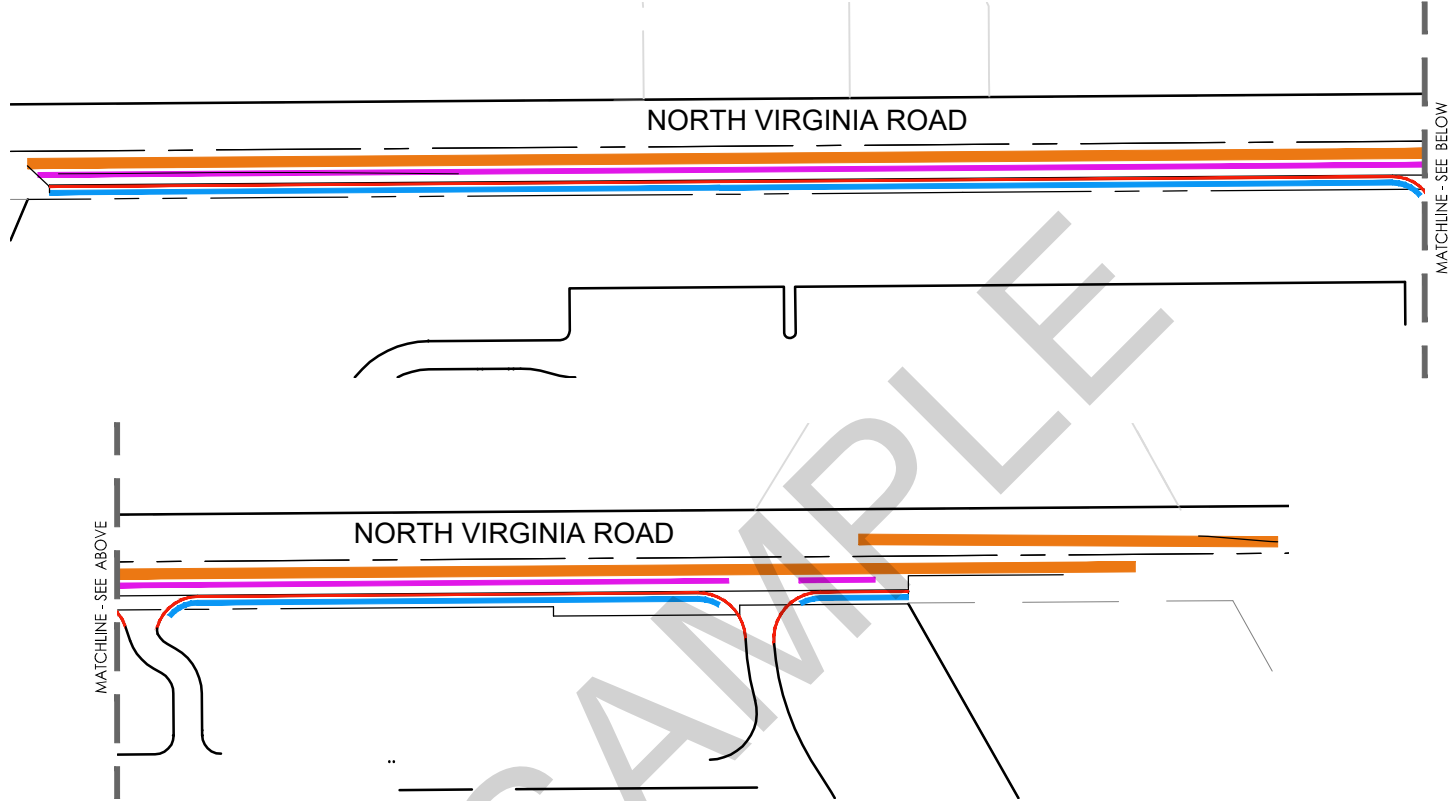 NORTH VIRGINIA ROAD
MATCHLINE - SEE BELOW
NORTH VIRGINIA ROAD
MATCHLINE - SEE ABOVE
SAMPLE